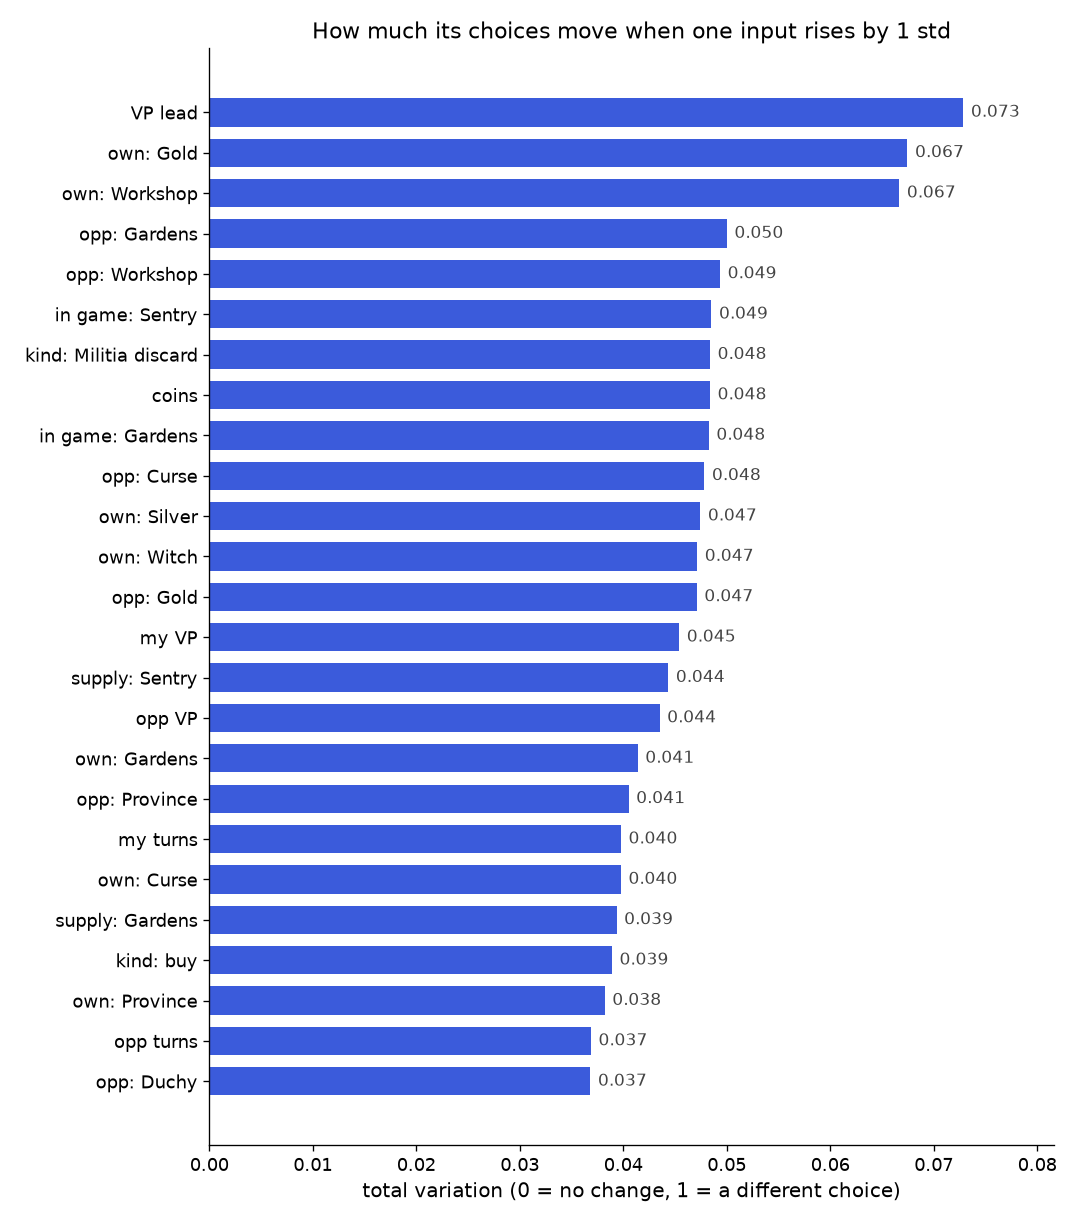 How much its choices move when one input rises by 1 std
VP lead 0.073
own: Gold 0.067
own: Workshop 0.067
opp: Gardens 0.050
opp: Workshop 0.049
in game: Sentry 0.049
kind: Militia discard 0.048
coins 0.048
in game: Gardens 0.048
opp: Curse 0.048
own: Silver 0.047
own: Witch 0.047
opp: Gold 0.047
my VP 0.045
supply: Sentry 0.044
opp VP 0.044
own: Gardens 0.041
opp: Province 0.041
my turns 0.040
own: Curse 0.040
supply: Gardens 0.039
kind: buy 0.039
own: Province 0.038
opp turns 0.037
opp: Duchy 0.037
0.00 0.01 0.02 0.03 0.04 0.05 0.06 0.07 0.08
total variation (0 = no change, 1 = a different choice)